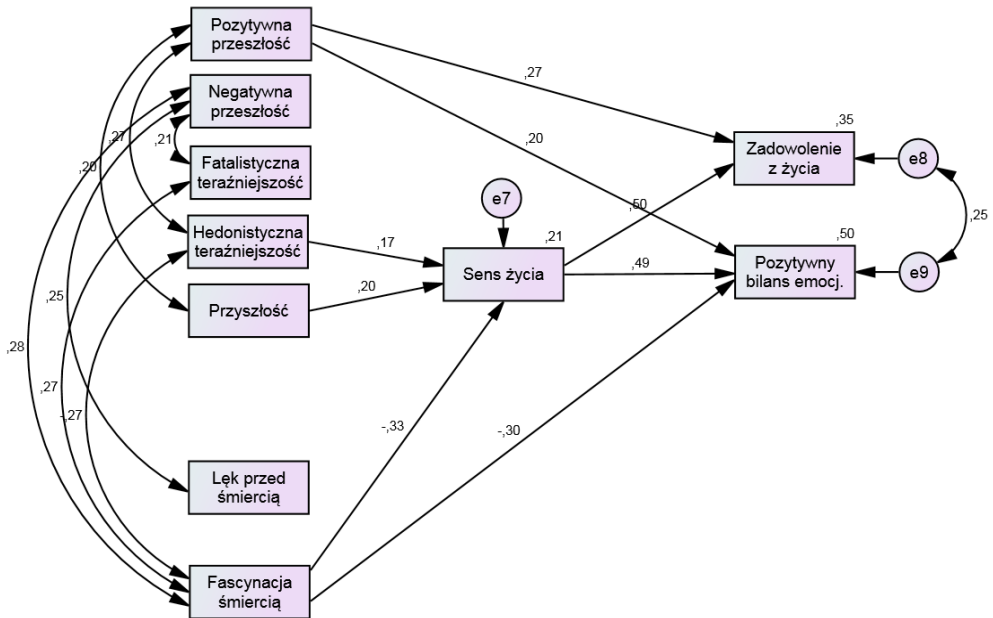 Pozytywna
przeszłość
Negatywna
przeszłość
,27
,35
Zadowolenie
z życia
e8
,27
,21
,20
,20
Fatalistyczna
teraźniejszość
e7
,50
,25
Hedonistyczna
teraźniejszość
,17
,21
Sens życia
,49
,50
Pozytywny
bilans emocj.
e9
Przyszłość
,20
,25
,28
,27
-,27
-,33
-,30
Lęk przed
śmiercią
Fascynacja
śmiercią